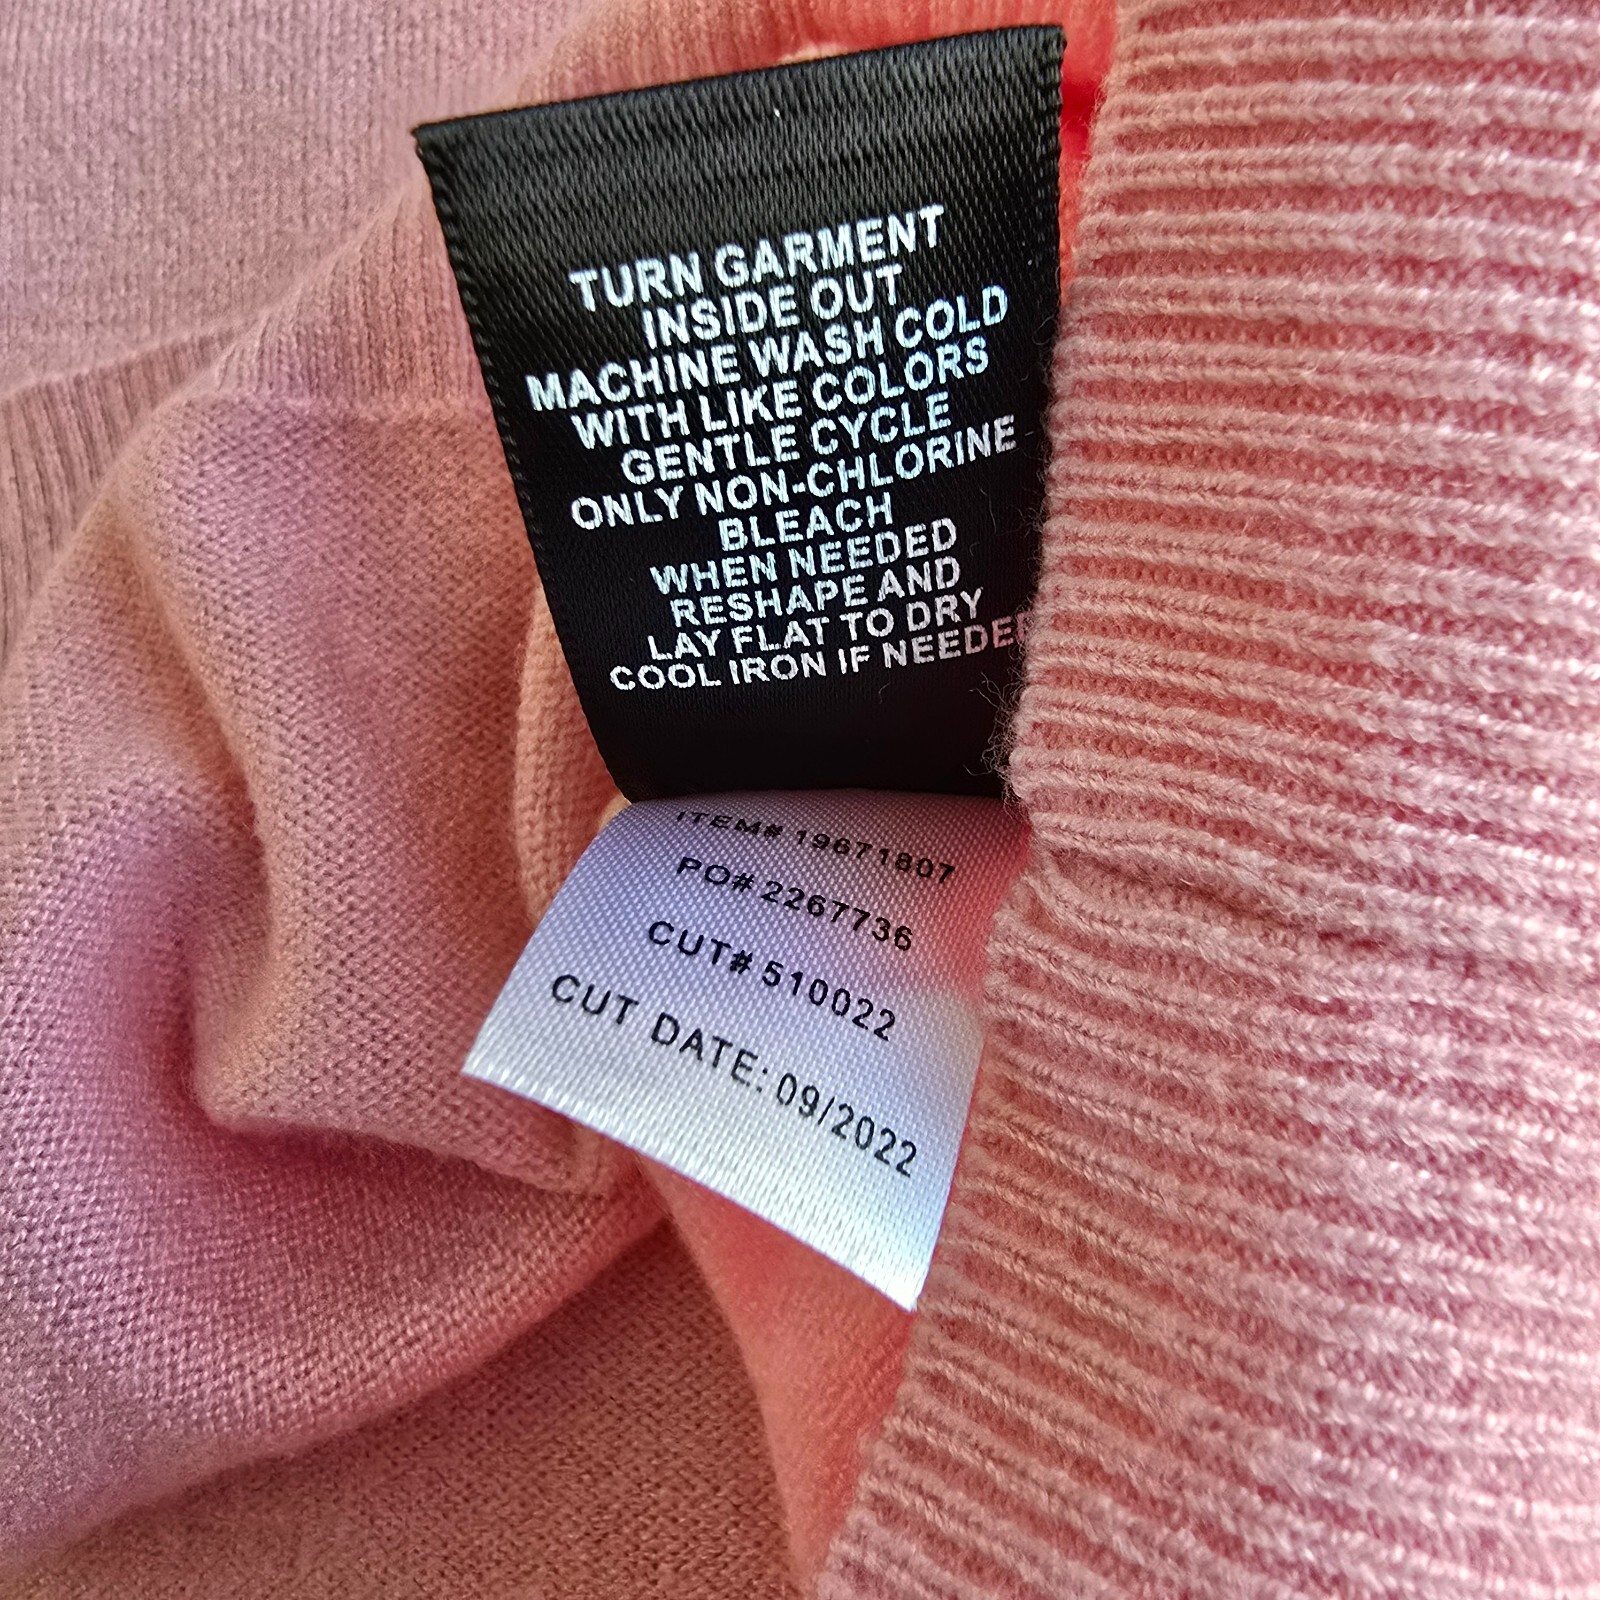 TURN GARMENT
INSIDE OUT
MACHINE WASH COLD
WITH LIKE COLORS
GENTLE CYCLE
ONLY NON-CHLORINE
BLEACH
WHEN NEEDED
RESHAPE AND
LAY FLAT TO DRY
COOL IRON IF NEEDED
ITEM# 19671807
PO# 2267736
CUT# 510022
CUT DATE: 09/2022